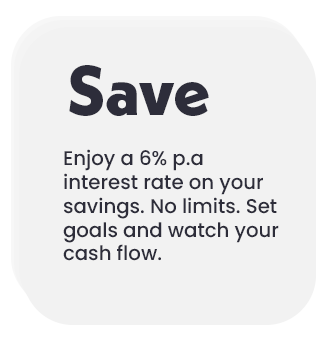 Save
Enjoy a 6% p.a
interest rate on your
savings. No limits. Set
goals and watch your
cash flow.